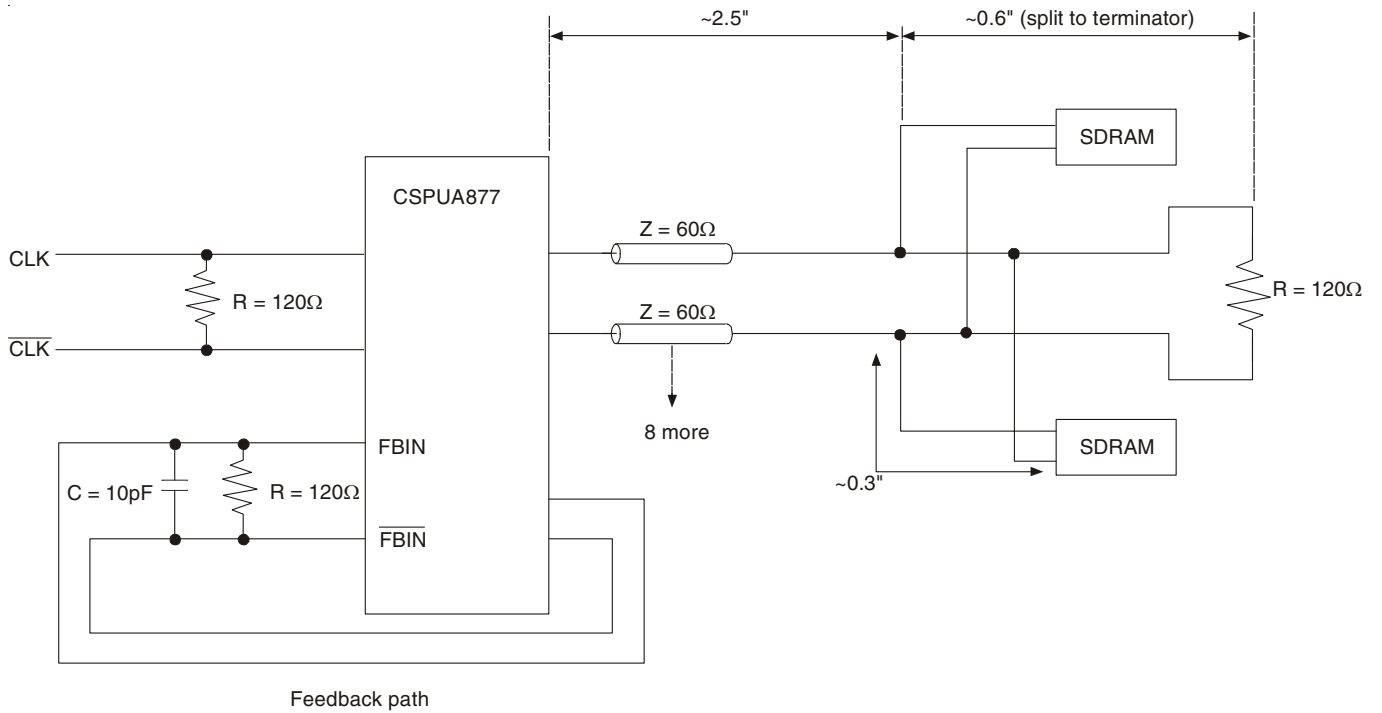 ~2.5"
~0.6" (split to terminator)
SDRAM
CSPUA877
Z = 60Ω
CLK
R = 120Ω
R = 120Ω
Z = 60Ω
CLK
8 more
FBIN
SDRAM
C = 10pF
R = 120Ω
~0.3"
FBIN
Feedback path